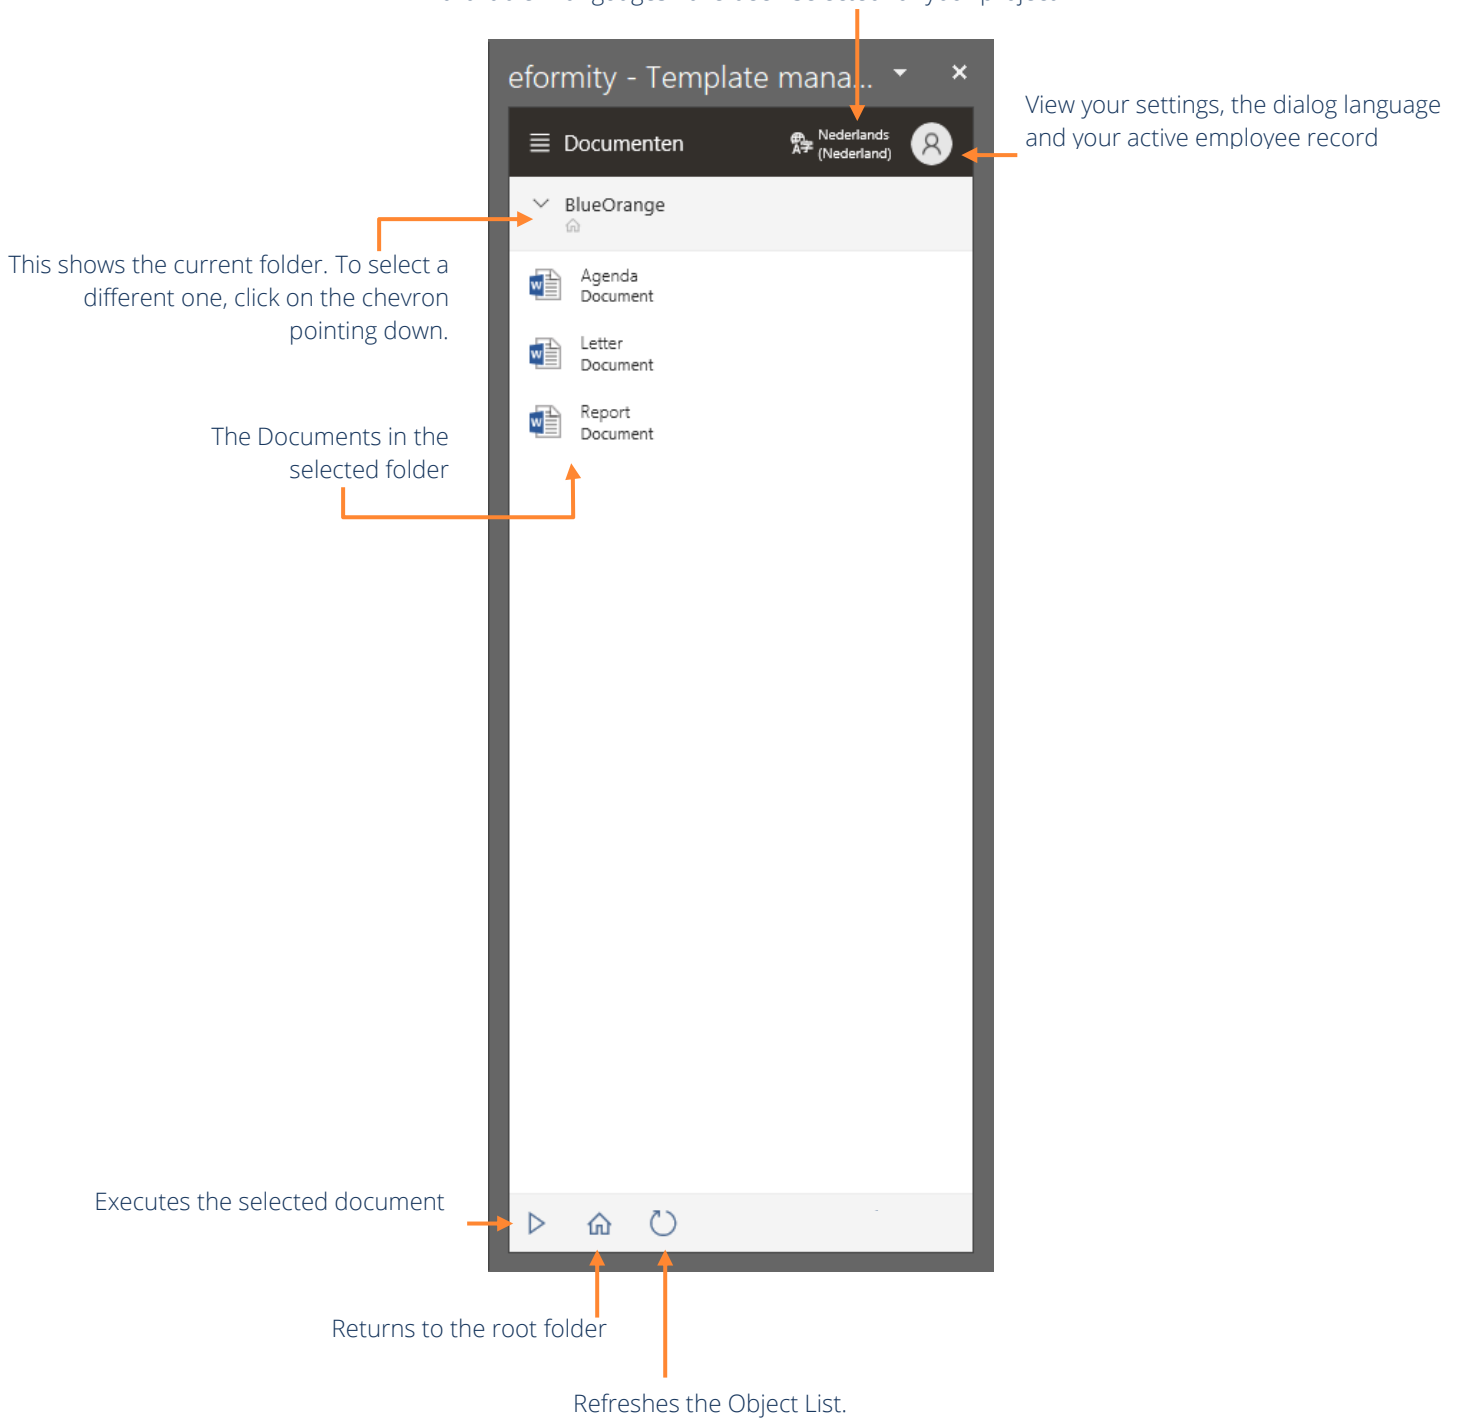 eformity - Template mana...
View your settings, the dialog language
and your active employee record
Documenten
Nederlands
(Nederland)
BlueOrange
This shows the current folder. To select a
different one, click on the chevron
pointing down.
Agenda
Document
Letter
Document
Report
Document
The Documents in the
selected folder
Executes the selected document
Returns to the root folder
Refreshes the Object List.